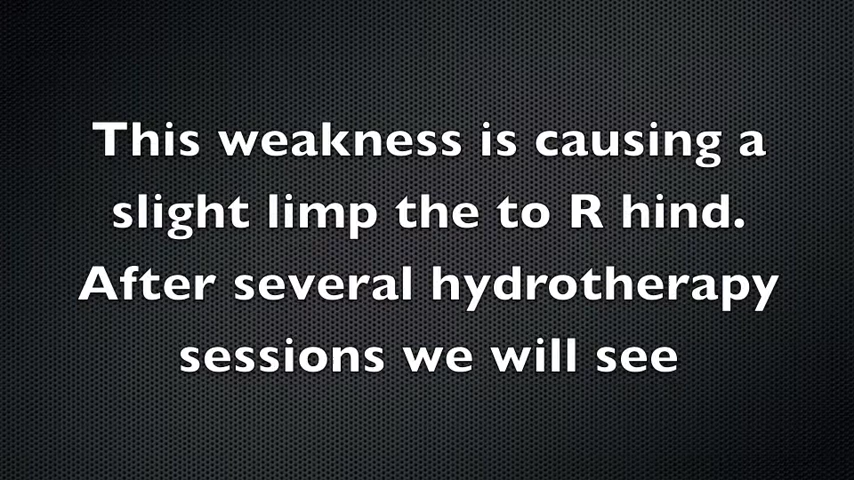 This weakness is causing a
slight limp the to R hind.
After several hydrotherapy
sessions we will see